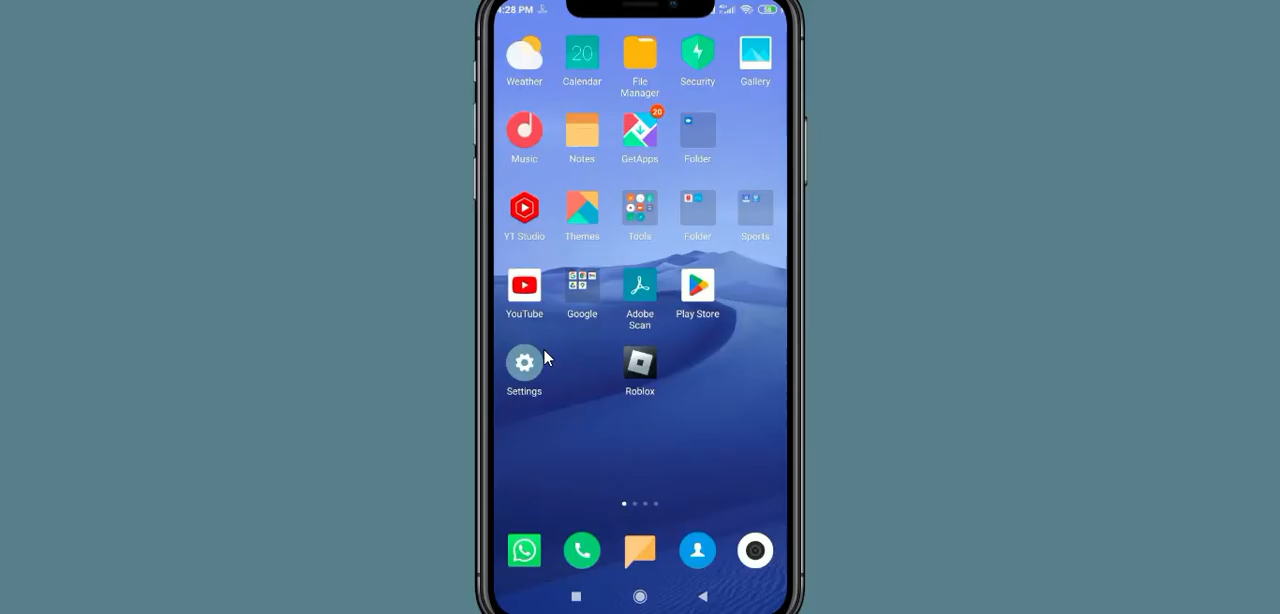 4:28 PM
58
Weather
Calendar
File
Manager
Security
Gallery
20
Music
Notes
GetApps
Folder
20
YT Studio
Themes
Tools
Folder
Sports
YouTube
Google
Adobe
Scan
Play Store
Settings
Roblox